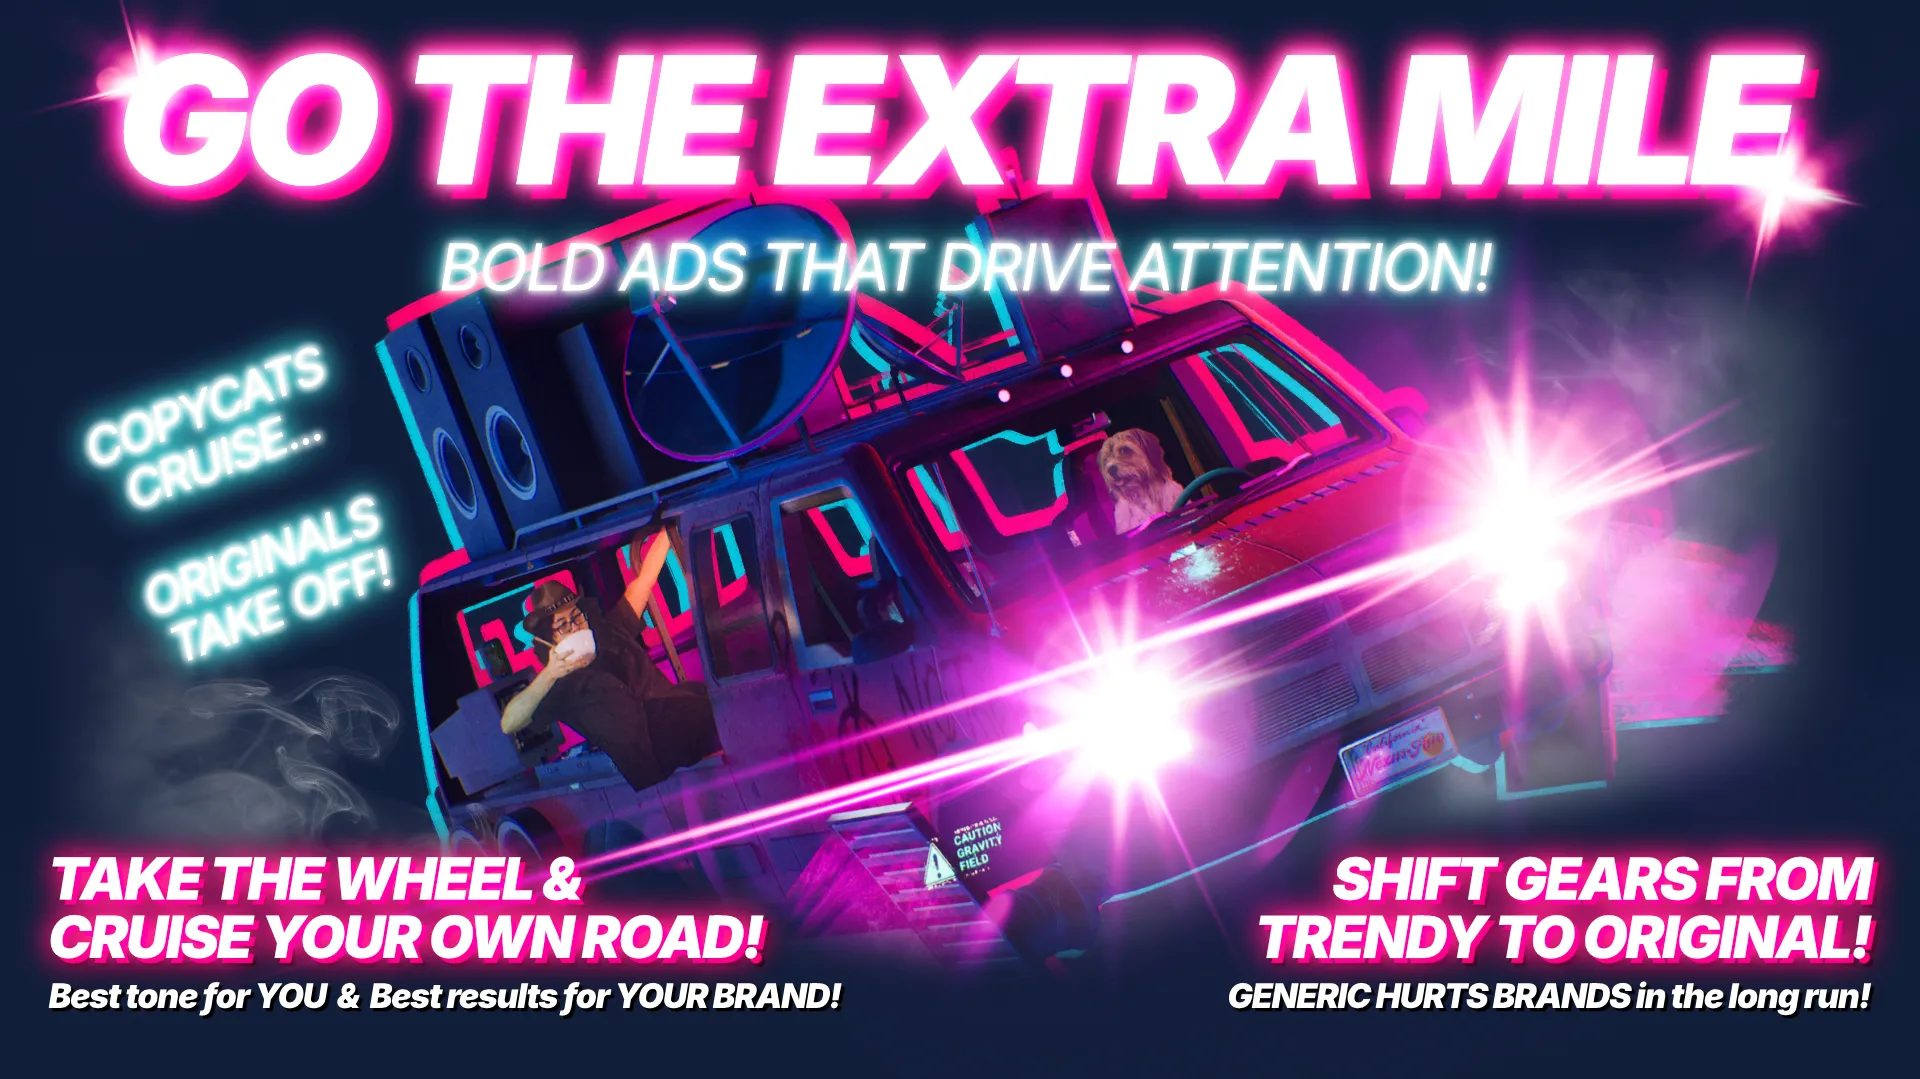 GO THE EXTRA MILE
BOLD ADS THAT DRIVE ATTENTION!
COPYCATS
CRUISE...
ORIGINALS
TAKE OFF!
CAUTION
GRAVITY
FIELD
California
TAKE THE WHEEL &
CRUISE YOUR OWN ROAD!
Best tone for YOU & Best results for YOUR BRAND!
SHIFT GEARS FROM
TRENDY TO ORIGINAL!
GENERIC HURTS BRANDS in the long run!